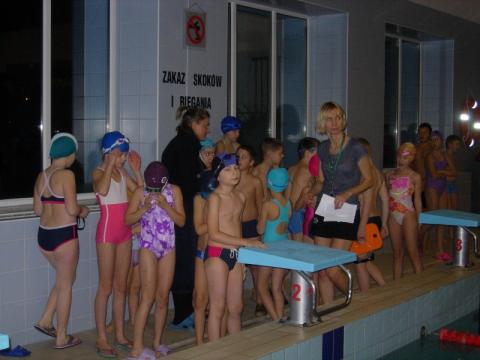 ZAKAZ SKOKÓW
I BIEGANIA
2
3